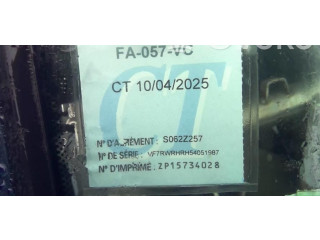 FA-057-VC
CT 10/04/2025
CT
N° D'AGRÉMENT : S062Z257
N° DE SÉRIE : VF7RWRHRH54051987
N° D'IMPRIMÉ : ZP15734028